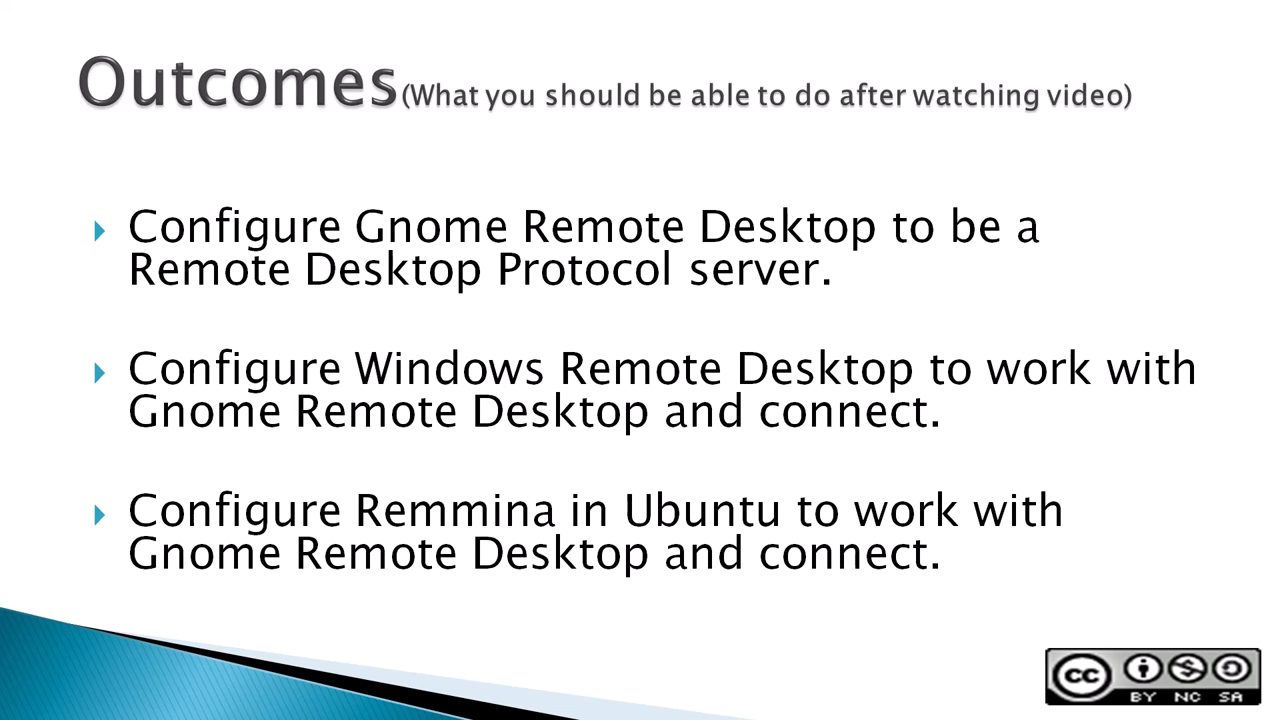 Outcomes(What you should be able to do after watching video)
Configure Gnome Remote Desktop to be a
Remote Desktop Protocol server.
Configure Windows Remote Desktop to work with
Gnome Remote Desktop and connect.
Configure Remmina in Ubuntu to work with
Gnome Remote Desktop and connect.
cc
BY NC SA